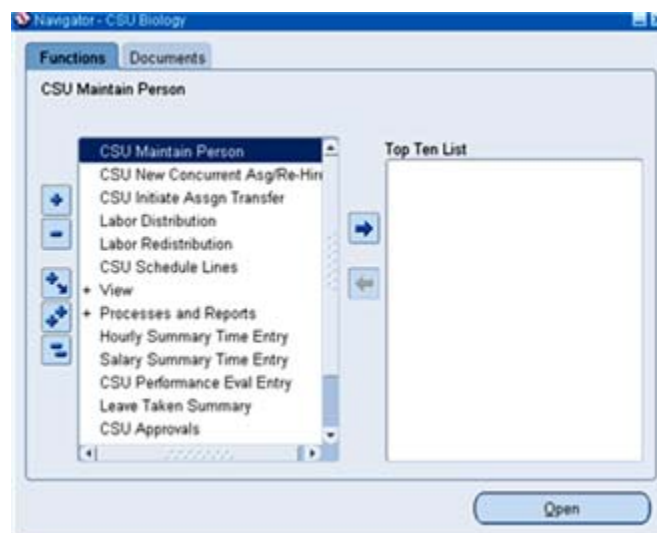 Navigator - CSU Biology
Functions
Documents
CSU Maintain Person
CSU Maintain Person
CSU New Concurrent Asg/Re-Hire
CSU Initiate Assgn Transfer
Labor Distribution
Labor Redistribution
CSU Schedule Lines
+ View
+ Processes and Reports
Hourly Summary Time Entry
Salary Summary Time Entry
CSU Performance Eval Entry
Leave Taken Summary
CSU Approvals
Top Ten List
Open